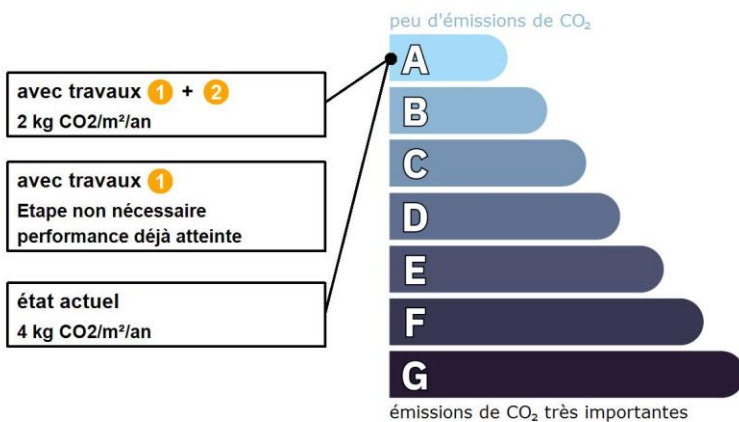 peu d'émissions de CO₂
avec travaux 1 + 2
2 kg CO2/m²/an
avec travaux 1
Etape non nécessaire
performance déjà atteinte
état actuel
4 kg CO2/m²/an
A
B
C
D
E
F
G
émissions de CO₂ très importantes